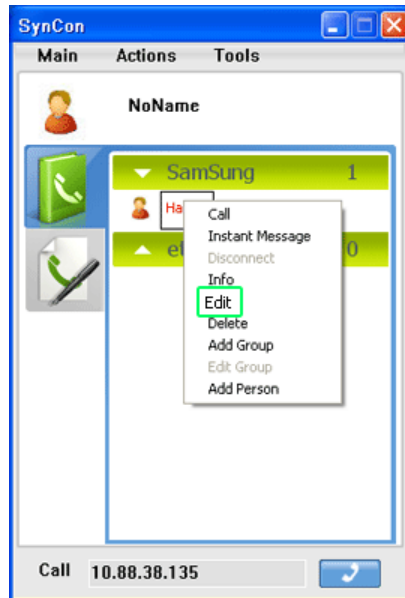 SynCon
Main Actions Tools
NoName
SamSung 1
Call
Instant Message
Disconnect
Info
Edit
Delete
Add Group
Edit Group
Add Person
0
Call 10.88.38.135